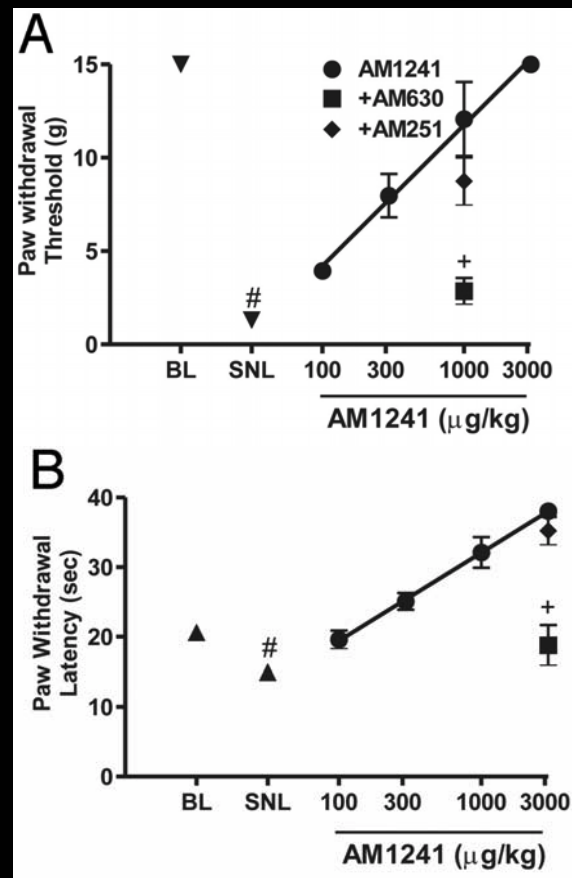 A
Paw withdrawal
Threshold (g)
15
10
5
0
AM1241
+AM630
+AM251
#
+
BL SNL 100 300 1000 3000
AM1241 (μg/kg)
B
Paw Withdrawal
Latency (sec)
40
30
20
10
0
#
+
BL SNL 100 300 1000 3000
AM1241 (μg/kg)